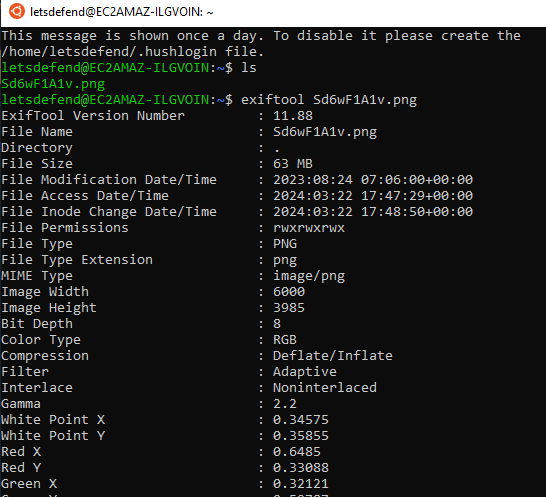 letsdefend@EC2AMAZ-ILGVOIN: ~
This message is shown once a day. To disable it please create the
/home/letsdefend/.hushlogin file.
letsdefend@EC2AMAZ-ILGVOIN:~$ ls
Sd6wF1A1v.png
letsdefend@EC2AMAZ-ILGVOIN:~$ exiftool Sd6wF1A1v.png
ExifTool Version Number : 11.88
File Name : Sd6wF1A1v.png
Directory : .
File Size : 63 MB
File Modification Date/Time : 2023:08:24 07:06:00+00:00
File Access Date/Time : 2024:03:22 17:47:29+00:00
File Inode Change Date/Time : 2024:03:22 17:48:50+00:00
File Permissions : rwxrwxrwx
File Type : PNG
File Type Extension : png
MIME Type : image/png
Image Width : 6000
Image Height : 3985
Bit Depth : 8
Color Type : RGB
Compression : Deflate/Inflate
Filter : Adaptive
Interlace : Noninterlaced
Gamma : 2.2
White Point X : 0.34575
White Point Y : 0.35855
Red X : 0.6485
Red Y : 0.33088
Green X : 0.32121